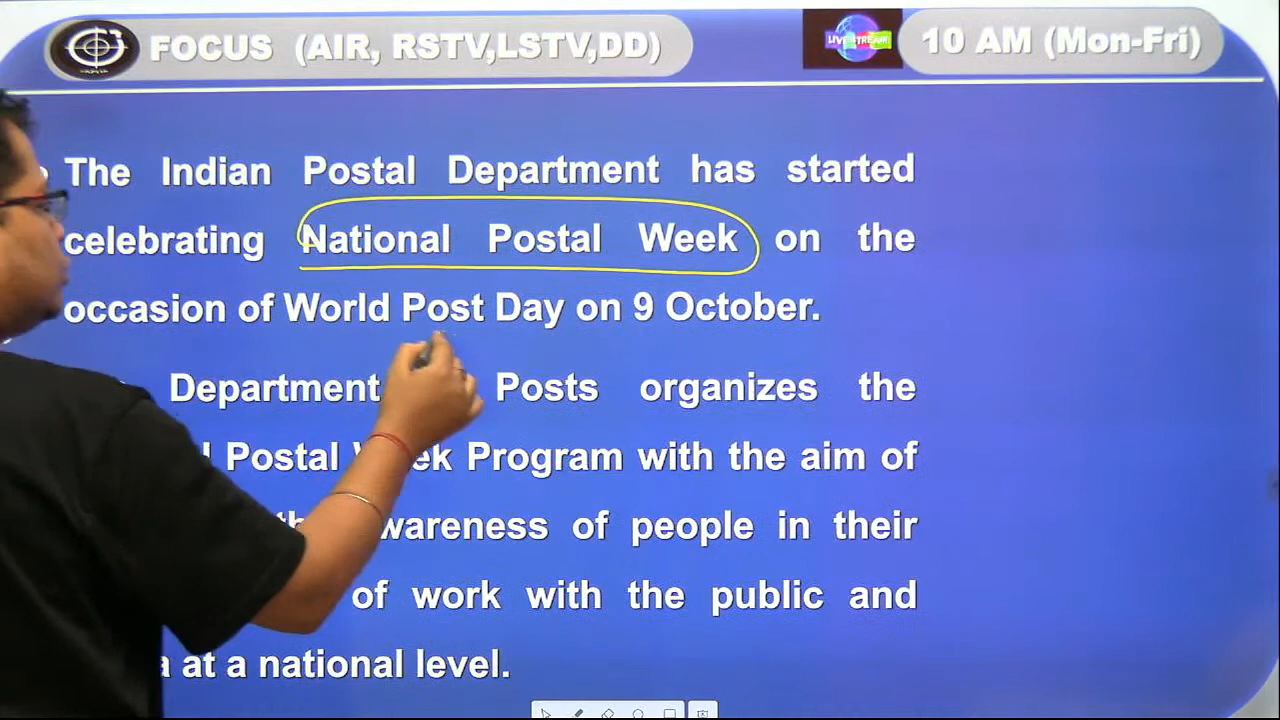 FOCUS (AIR, RSTV,LSTV,DD)
LIVE STREAM
10 AM (Mon-Fri)
The Indian Postal Department has started
celebrating National Postal Week on the
occasion of World Post Day on 9 October.
Department Posts organizes the
Postal Program with the aim of
of people in their
of work with the public and
at a national level.